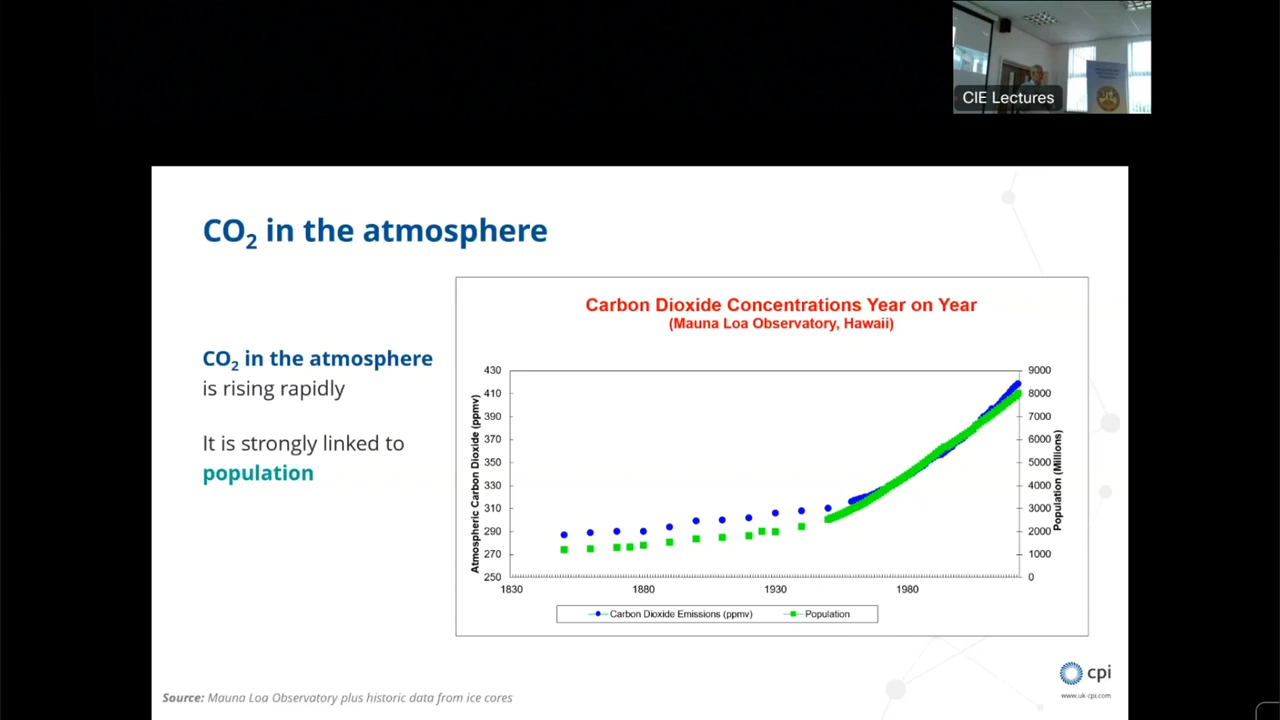 CIE Lectures
CO2 in the atmosphere
CO2 in the atmosphere
is rising rapidly
It is strongly linked to
population
Carbon Dioxide Concentrations Year on Year
(Mauna Loa Observatory, Hawaii)
Atmospheric Carbon Dioxide (ppmv)
430
410
390
370
350
330
310
290
270
250
9000
8000
7000
6000
5000
4000
3000
2000
1000
0
Population (Millions)
1830 1880 1930 1980
Carbon Dioxide Emissions (ppmv) Population
cpi
www.uk-cpi.com
Source: Mauna Loa Observatory plus historic data from ice cores